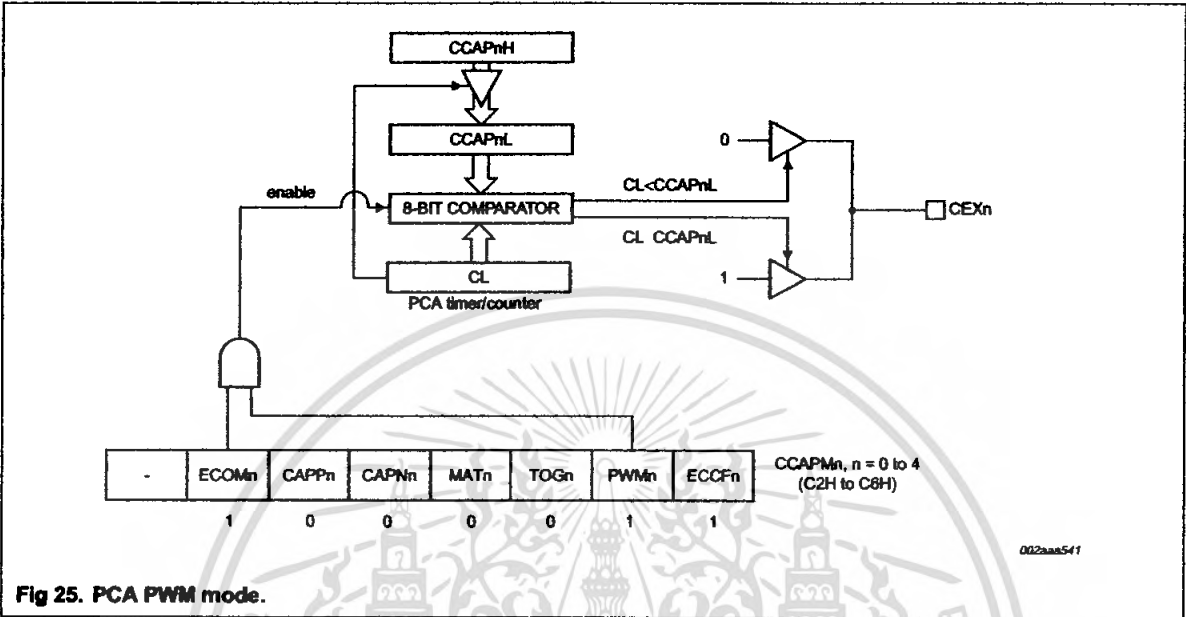 CCAPnH
CCAPnL
0
CL<CCAPnL
enable
8-BIT COMPARATOR
CEXn
CL CCAPnL
CL
1
PCA timer/counter
- ECOMn CAPPn CAPNn MATn TOGn PWMn ECCFn
CCAPMn, n = 0 to 4
(C2H to C6H)
1 0 0 0 0 1 1
002aaa541
Fig 25. PCA PWM mode.